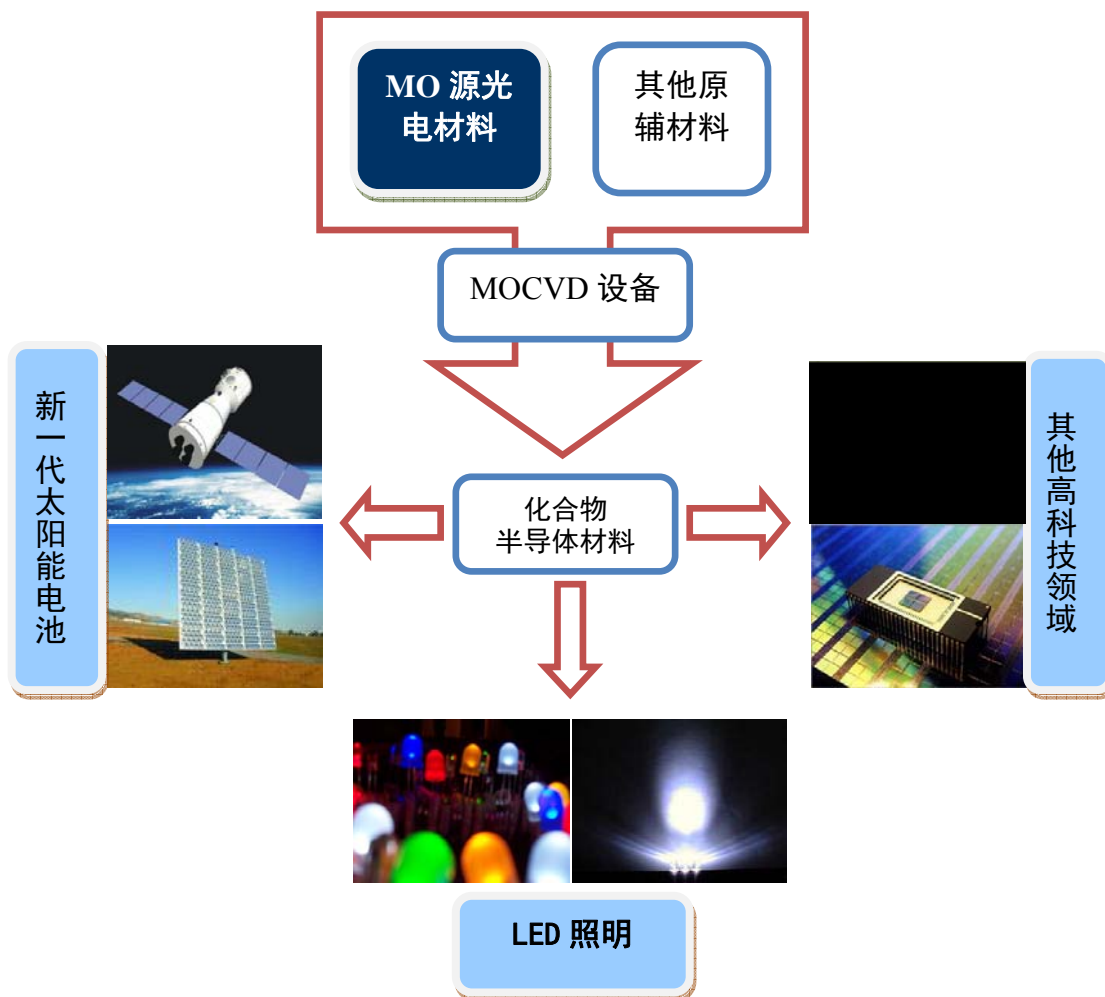 MO 源光
电材料
其他原
辅材料
MOCVD 设备
新一代太阳能电池
化合物
半导体材料
其他高科技领域
LED 照明